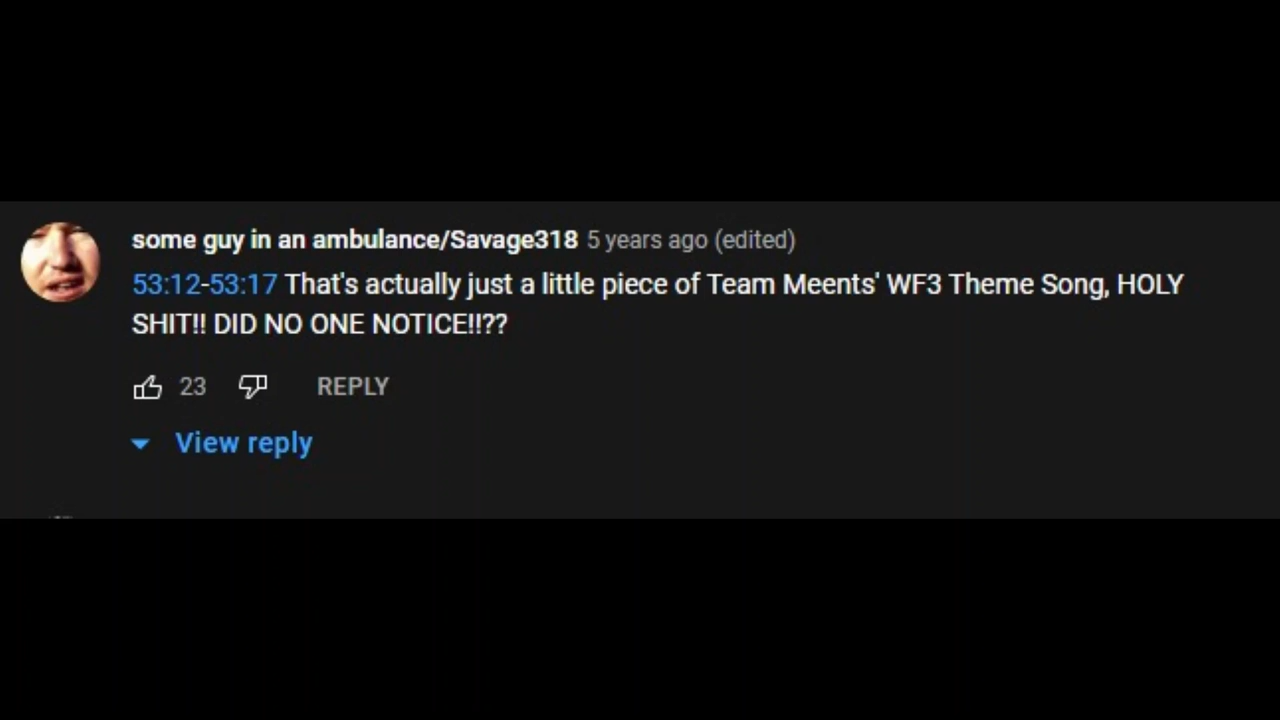 some guy in an ambulance/Savage318 5 years ago (edited)
53:12-53:17 That's actually just a little piece of Team Meents' WF3 Theme Song, HOLY
SHIT!! DID NO ONE NOTICE!!??
23 REPLY
View reply